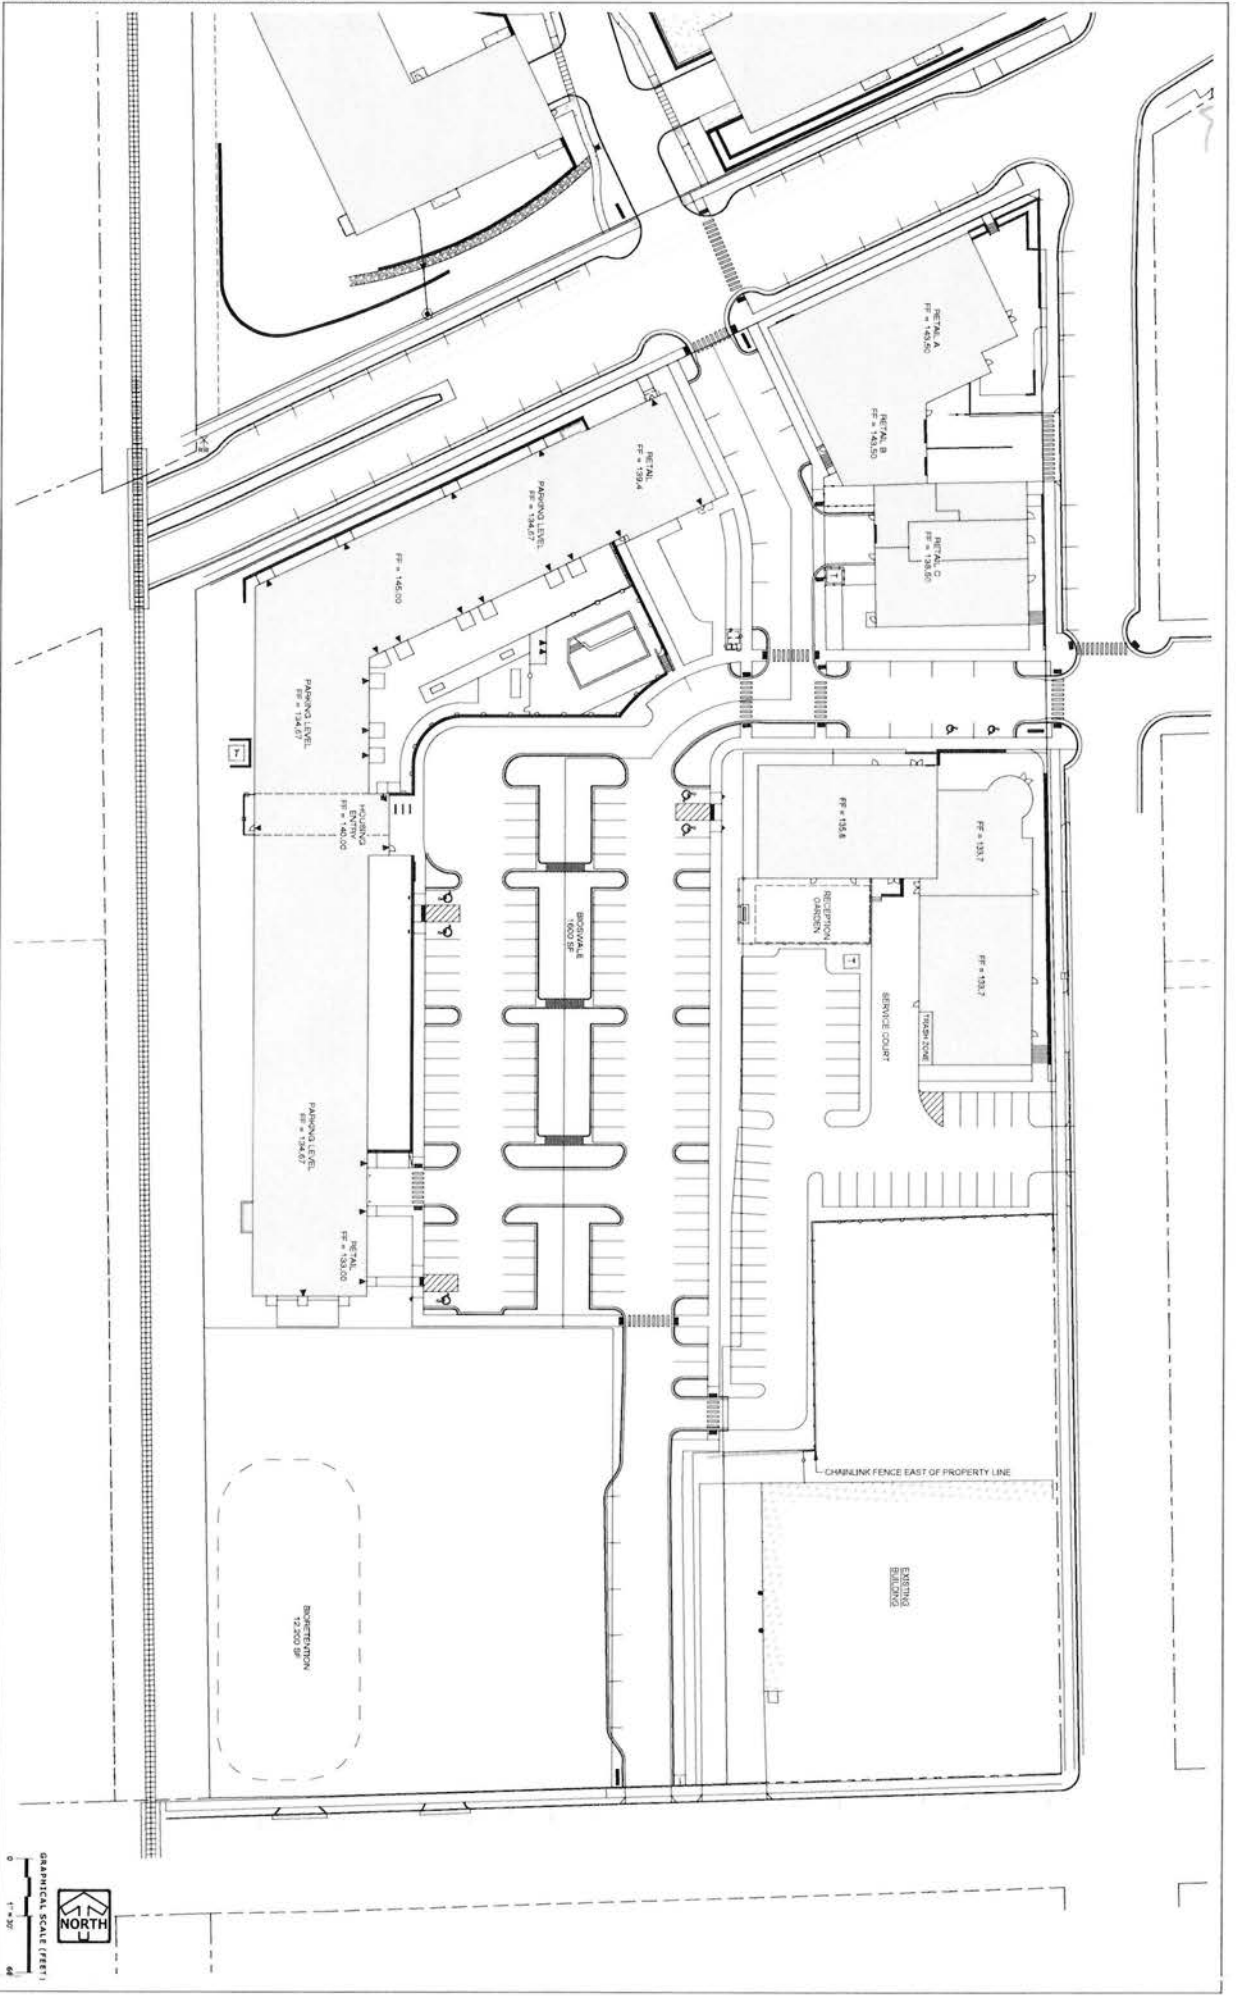 RETAIL A
FF = 143.50
RETAIL B
FF = 143.50
RETAIL
FF = 139.4
PARKING LEVEL
FF = 134.67
FF = 145.00
RETAIL C
FF = 138.50
T
PARKING LEVEL
FF = 134.67
T
HOUSING
ENTRY
FF = 140.00
FF = 135.8
FF = 133.7
RECEPTION
GARDEN
BIOSWALE
1600 SF
T
FF = 133.7
SERVICE COURT
TRASH ZONE
PARKING LEVEL
FF = 134.67
RETAIL
FF = 133.00
CHAINLINK FENCE EAST OF PROPERTY LINE
EXISTING
BUILDING
BIORETENTION
12,200 SF
NORTH
GRAPHICAL SCALE (FEET)
0
1" = 30'
60